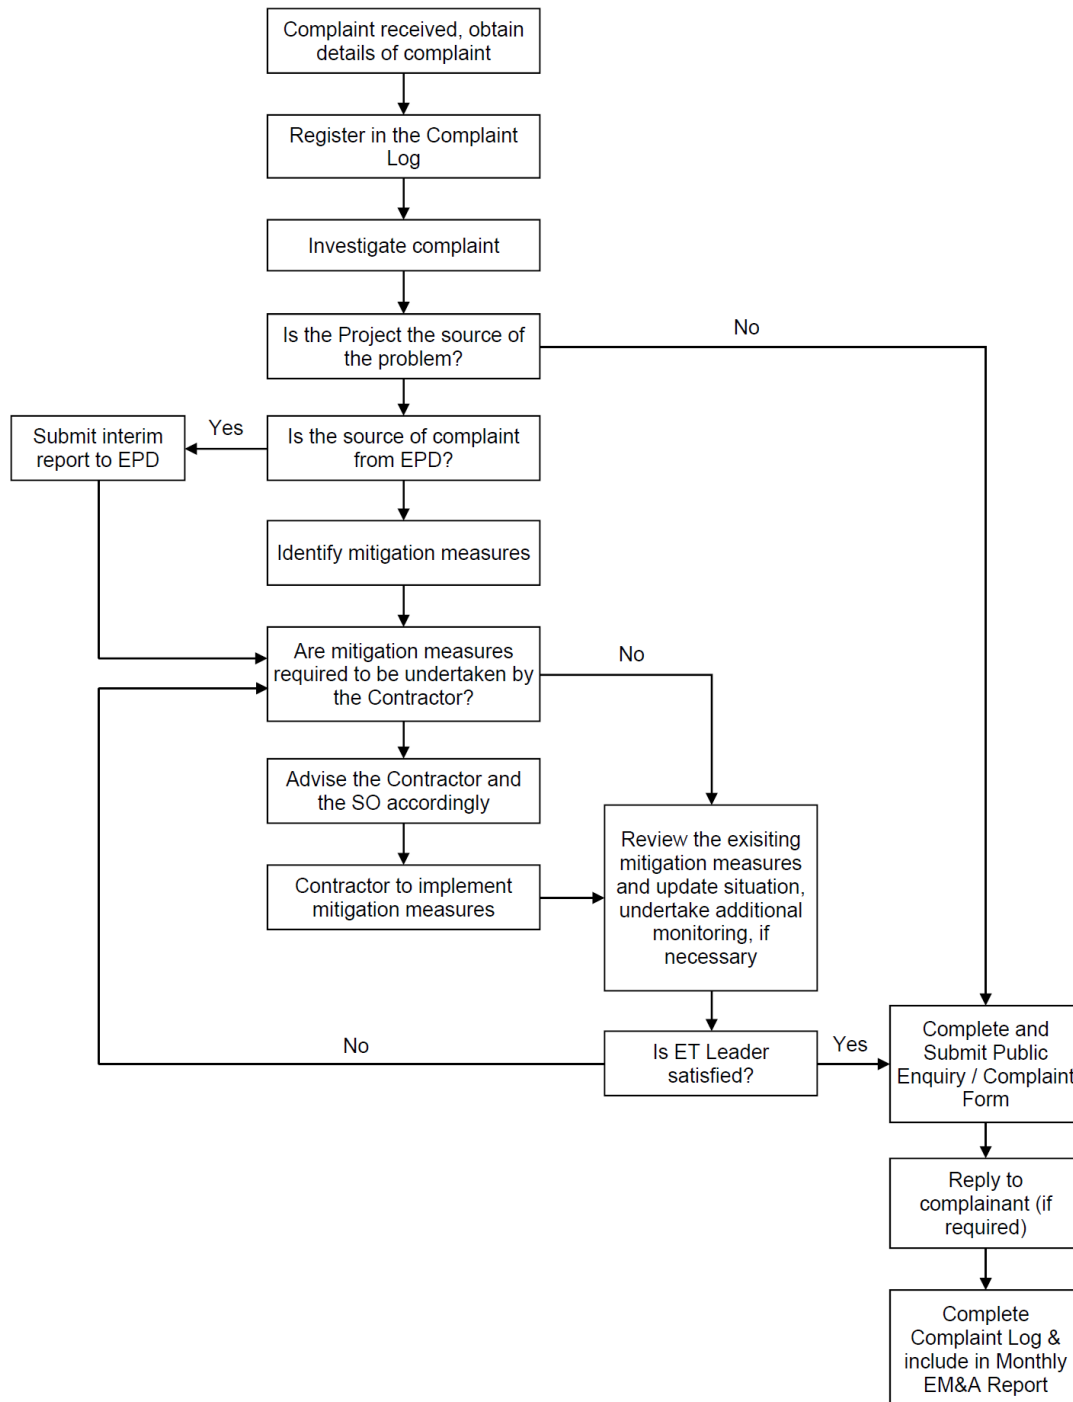 Complaint received, obtain
details of complaint
Register in the Complaint
Log
Investigate complaint
Is the Project the source of
the problem?
No
Submit interim
report to EPD
Yes
Is the source of complaint
from EPD?
Identify mitigation measures
Are mitigation measures
required to be undertaken by
the Contractor?
No
Advise the Contractor and
the SO accordingly
Contractor to implement
mitigation measures
Review the exisiting
mitigation measures
and update situation,
undertake additional
monitoring, if
necessary
No
Is ET Leader
satisfied?
Yes
Complete and
Submit Public
Enquiry / Complaint
Form
Reply to
complainant (if
required)
Complete
Complaint Log &
include in Monthly
EM&A Report